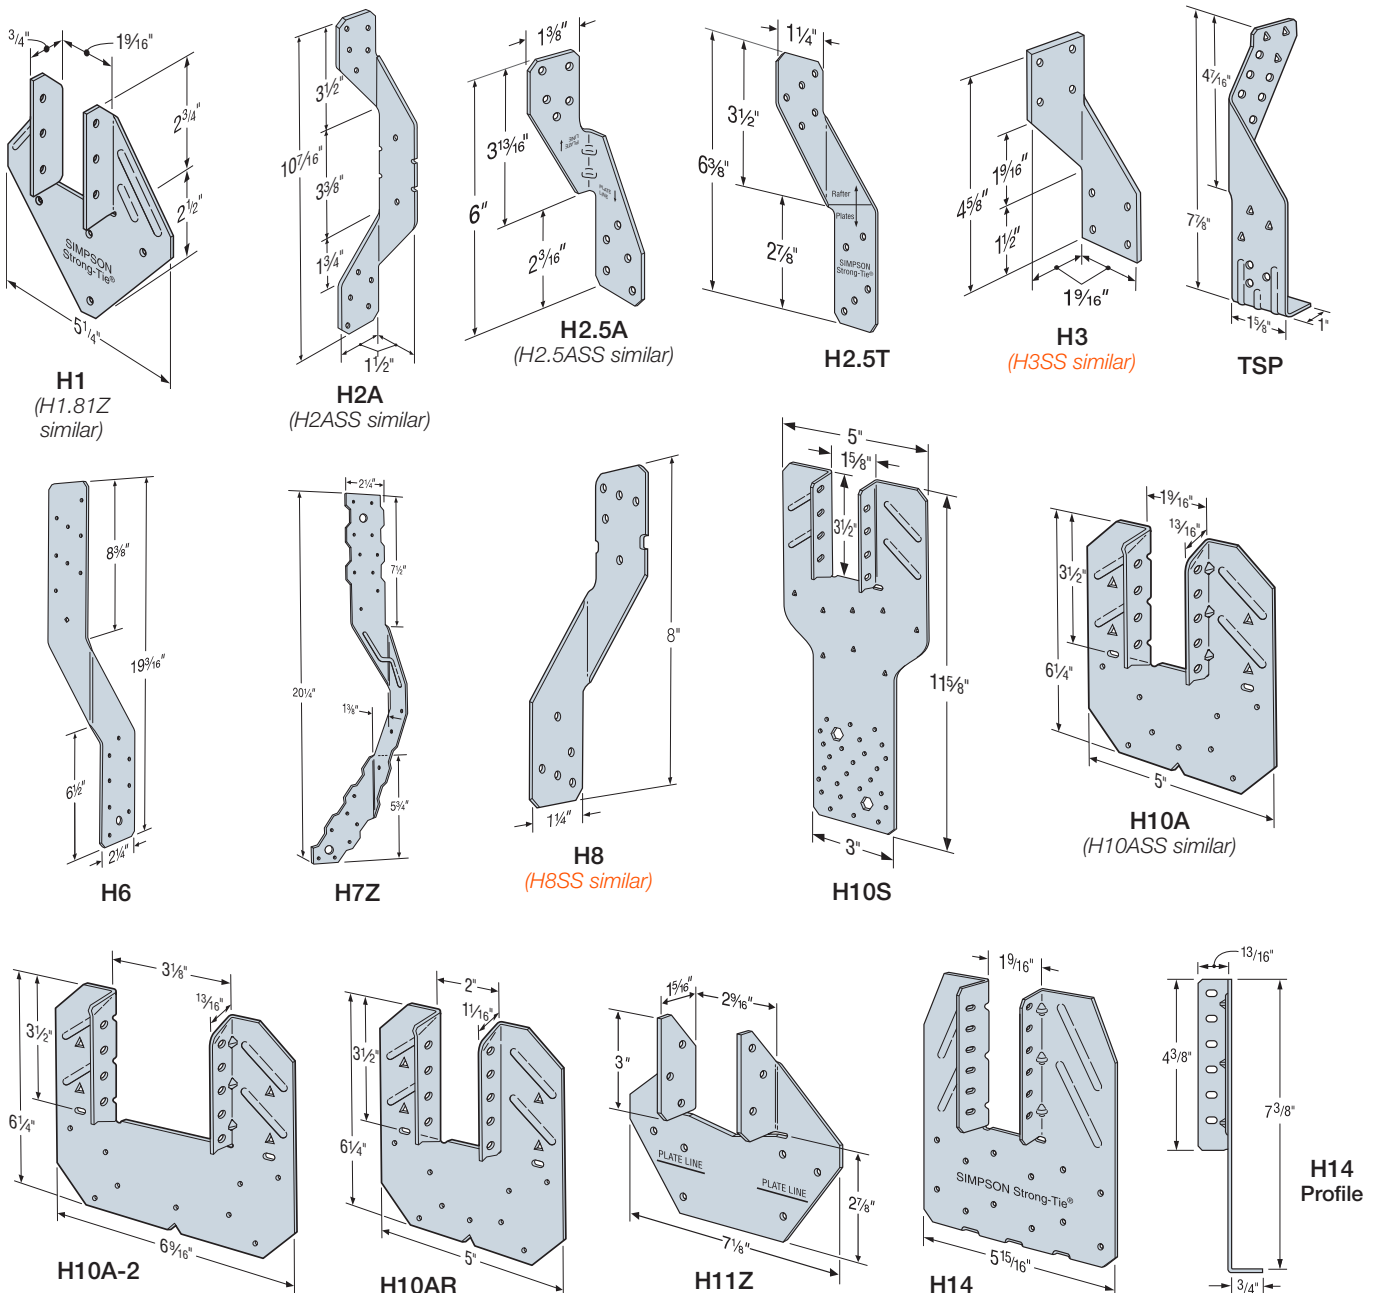 3/4"
1 9/16"
2 3/4"
2 1/2"
SIMPSON
Strong-Tie®
5 1/4"
H1
(H1.81Z
similar)
3 1/2"
10 7/16"
3 3/8"
1 3/4"
1 1/2"
H2A
(H2ASS similar)
1 3/8"
3 13/16"
6"
2 3/16"
PLATE
LINE
PLATE
LINE
H2.5A
(H2.5ASS similar)
1 1/4"
3 1/2"
6 3/8"
2 7/8"
Rafter
Plates
SIMPSON
Strong-Tie®
H2.5T
4 5/8"
1 9/16"
1 1/2"
1 9/16"
H3
(H3SS similar)
4 7/16"
7 7/8"
1 5/8"
1"
TSP
8 3/8"
19 3/16"
6 1/2"
2 1/4"
H6
2 1/4"
7 1/2"
20 1/4"
1 3/8"
5 3/4"
H7Z
8"
1 1/4"
H8
(H8SS similar)
5"
1 5/8"
3 1/2"
11 5/8"
3"
H10S
1 9/16"
13/16"
3 1/2"
6 1/4"
5"
H10A
(H10ASS similar)
3 1/8"
13/16"
3 1/2"
6 1/4"
6 9/16"
H10A-2
2"
1 1/16"
3 1/2"
6 1/4"
5"
H10AR
1 5/16"
2 9/16"
3"
PLATE LINE
PLATE LINE
2 7/8"
7 1/8"
H11Z
1 9/16"
SIMPSON Strong-Tie®
5 15/16"
H14
13/16"
4 3/8"
7 3/8"
3/4"
H14
Profile